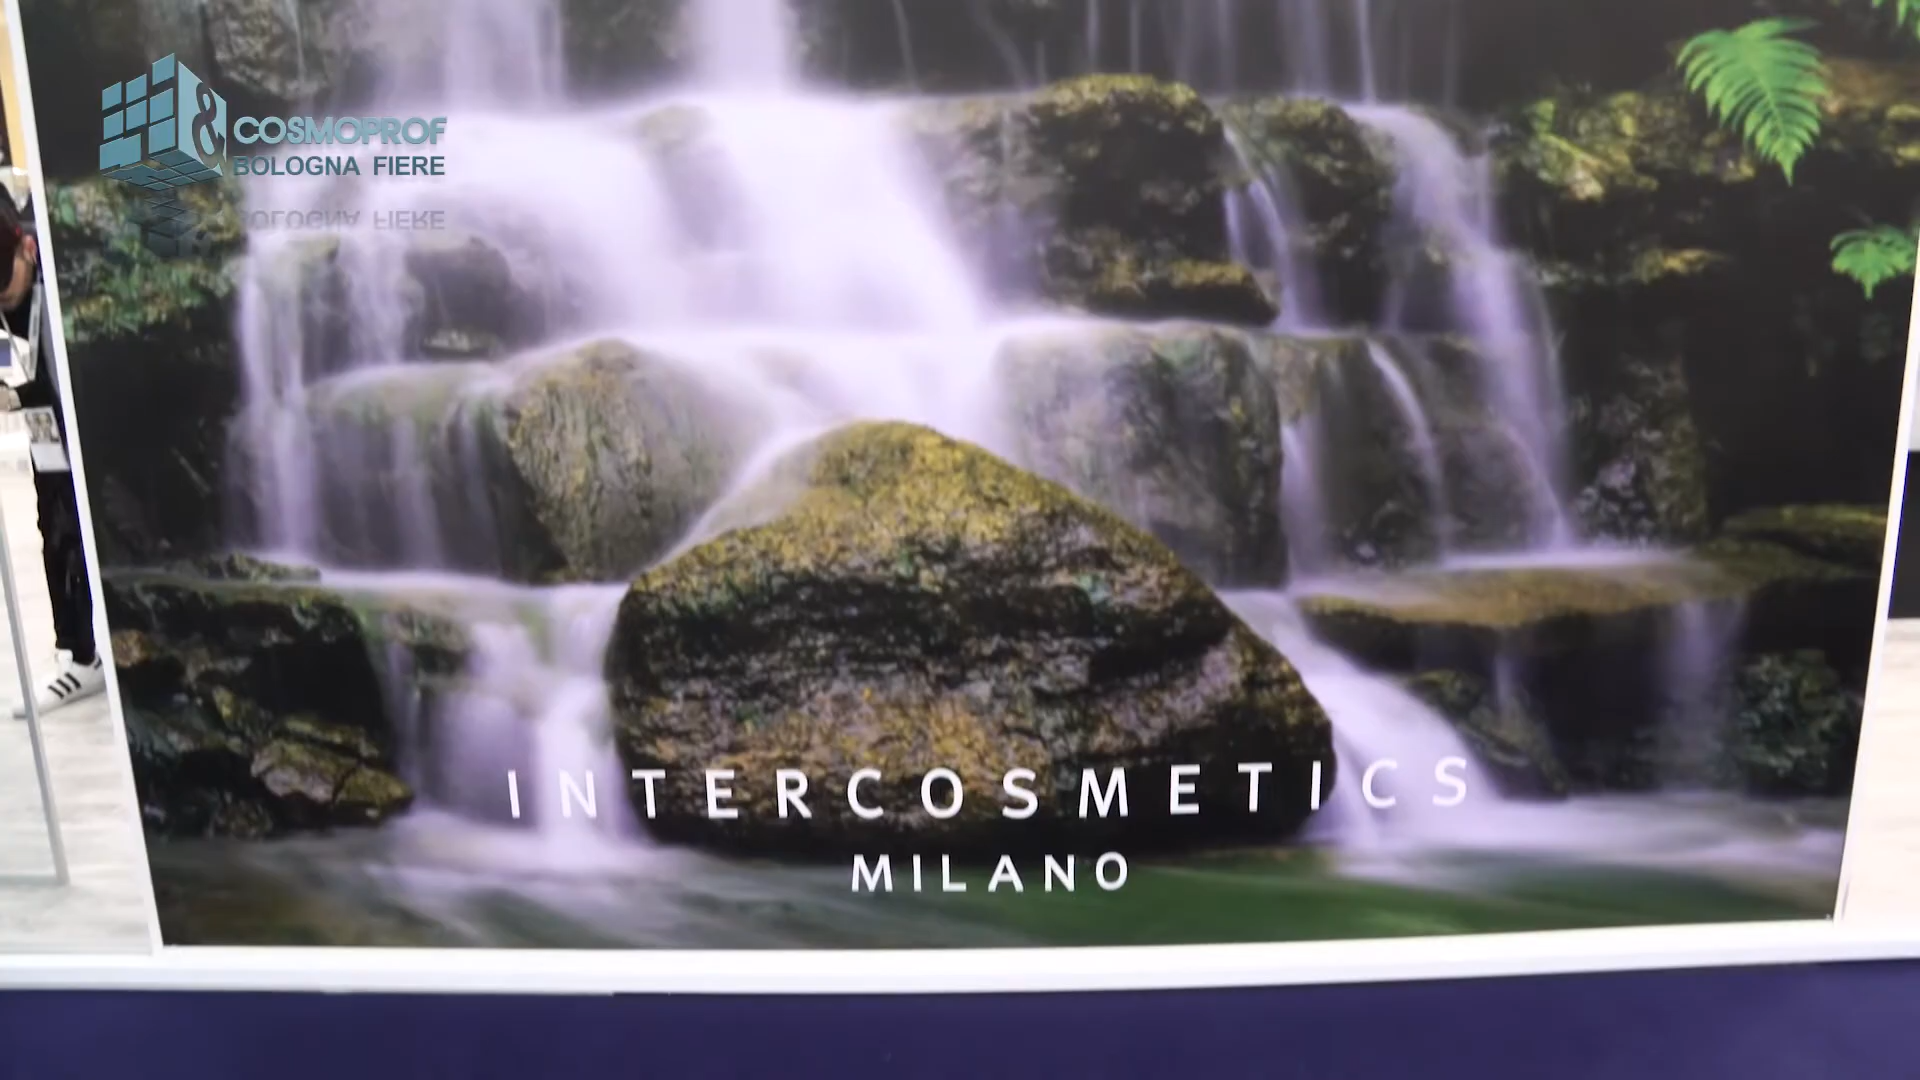 &
COSMOPROF
BOLOGNA FIERE
INTERCOSMETICS
MILANO